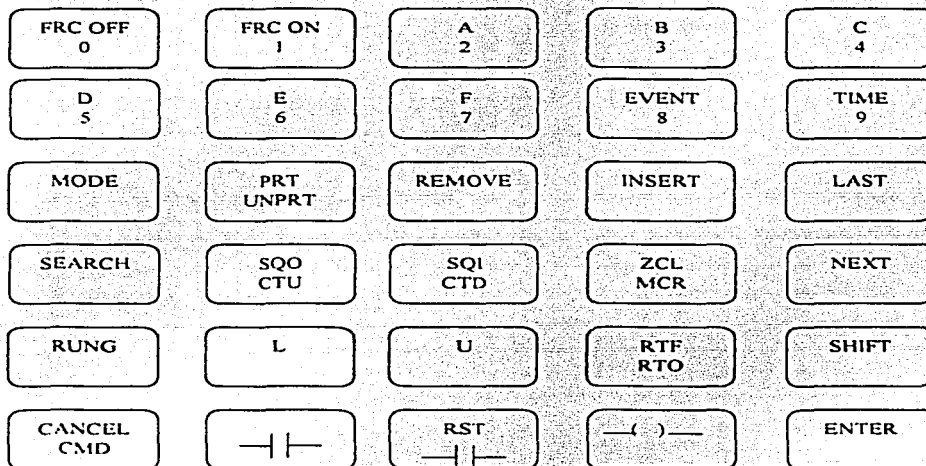 FRC OFF
0
FRC ON
1
A
2
B
3
C
4
D
5
E
6
F
7
EVENT
8
TIME
9
MODE
PRT
UNPRT
REMOVE
INSERT
LAST
SEARCH
SQO
CTU
SQI
CTD
ZCL
MCR
NEXT
RUNG
L
U
RTF
RTO
SHIFT
CANCEL
CMD
RST
ENTER